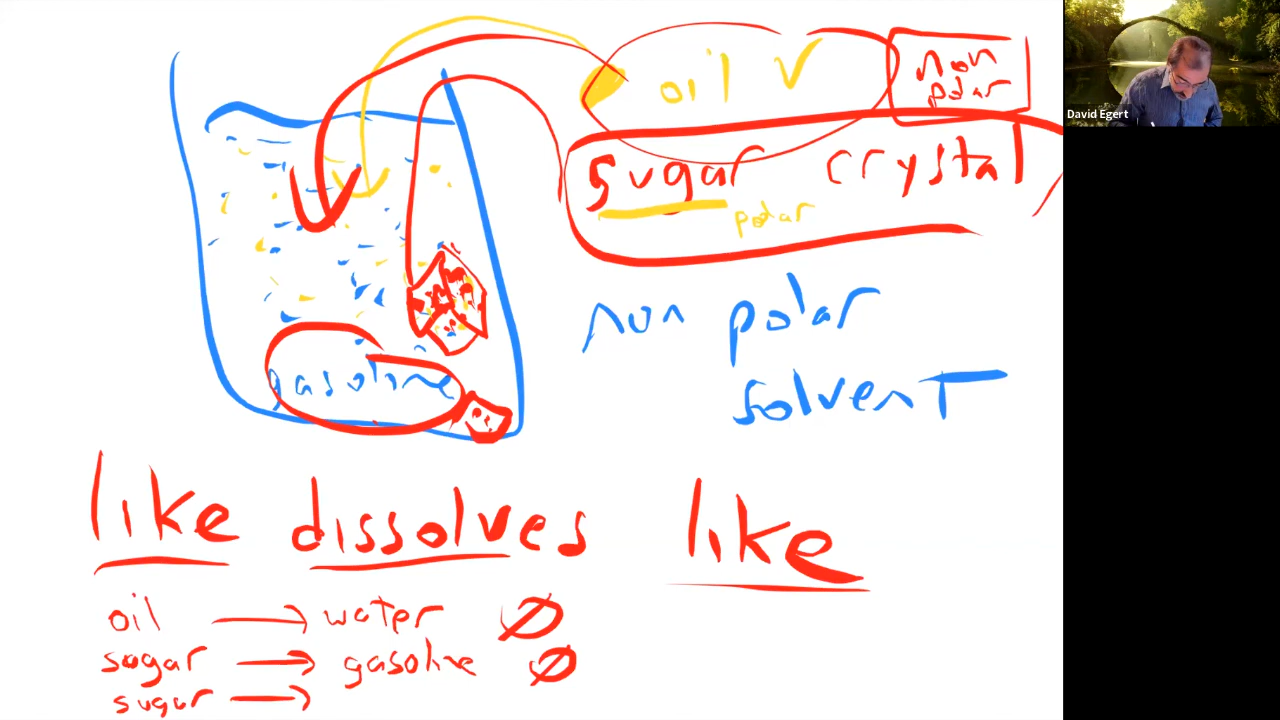 oil
non
polar
David Egert
sugar crystal
polar
non polar
solvent
gasoline
like dissolves like
oil → water ∅
sugar → gasoline ∅
sugar →